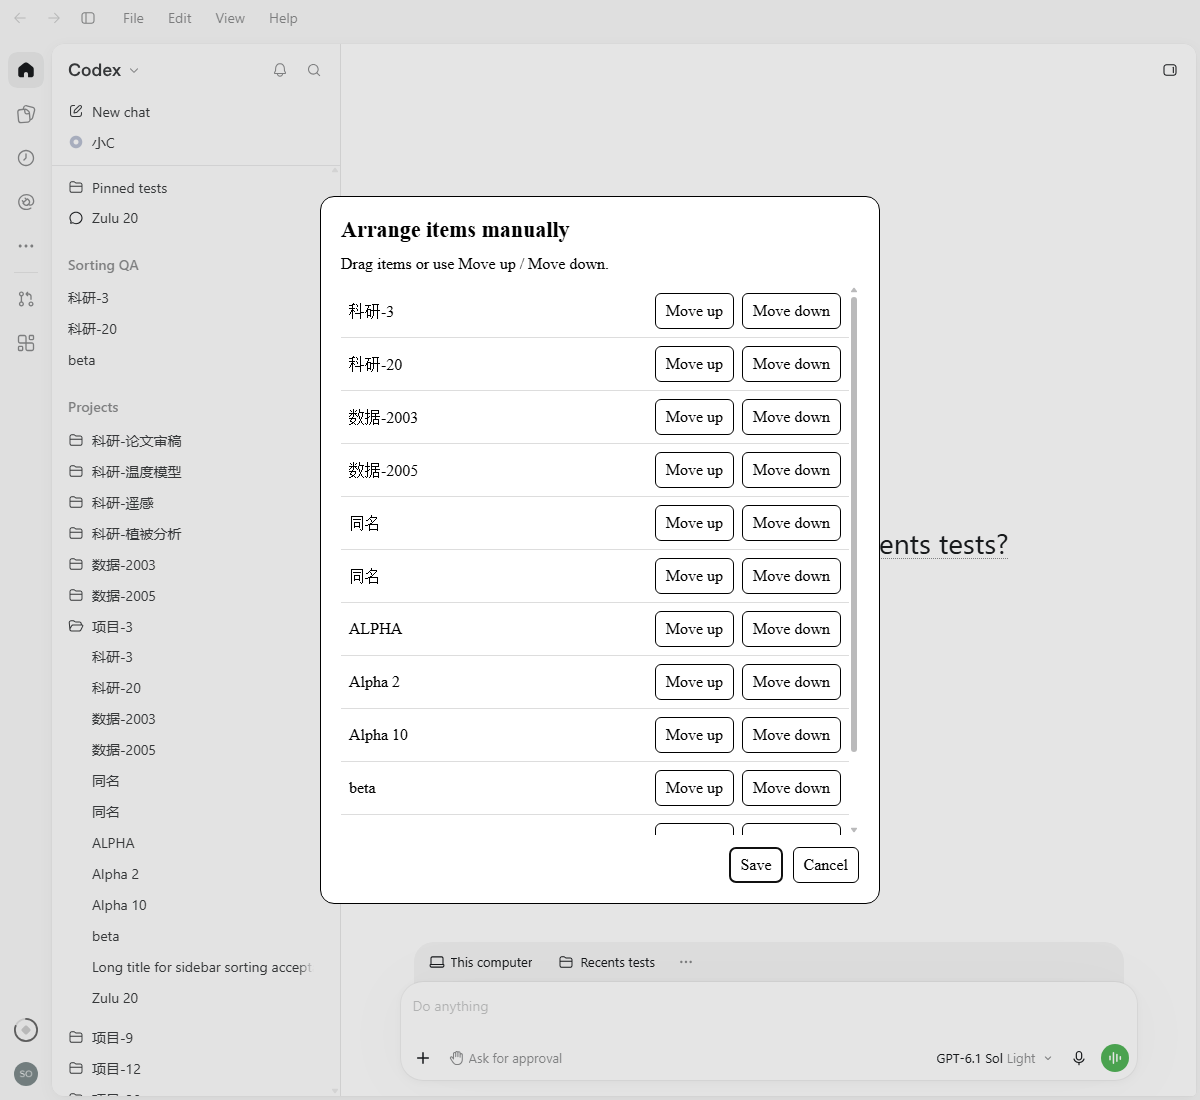 File Edit View Help
Codex
New chat
小C
Pinned tests
Zulu 20
Sorting QA
科研-3
科研-20
beta
Projects
科研-论文审稿
科研-温度模型
科研-遥感
科研-植被分析
数据-2003
数据-2005
项目-3
科研-3
科研-20
数据-2003
数据-2005
同名
同名
ALPHA
Alpha 2
Alpha 10
beta
Long title for sidebar sorting accept
Zulu 20
项目-9
项目-12
SO
Arrange items manually
Drag items or use Move up / Move down.
科研-3 Move up Move down
科研-20 Move up Move down
数据-2003 Move up Move down
数据-2005 Move up Move down
同名 Move up Move down
同名 Move up Move down
ALPHA Move up Move down
Alpha 2 Move up Move down
Alpha 10 Move up Move down
beta Move up Move down
Save Cancel
ents tests?
This computer Recents tests
Do anything
Ask for approval GPT-6.1 Sol Light